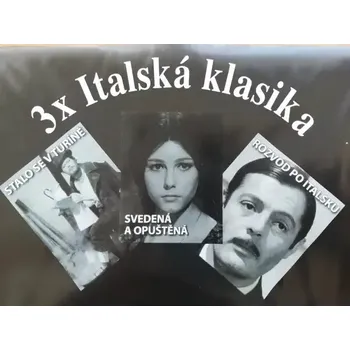 3x Italská klasika
STALO SE V TURÍNĚ
SVEDENÁ
A OPUŠTĚNÁ
ROZVOD PO ITALSKU